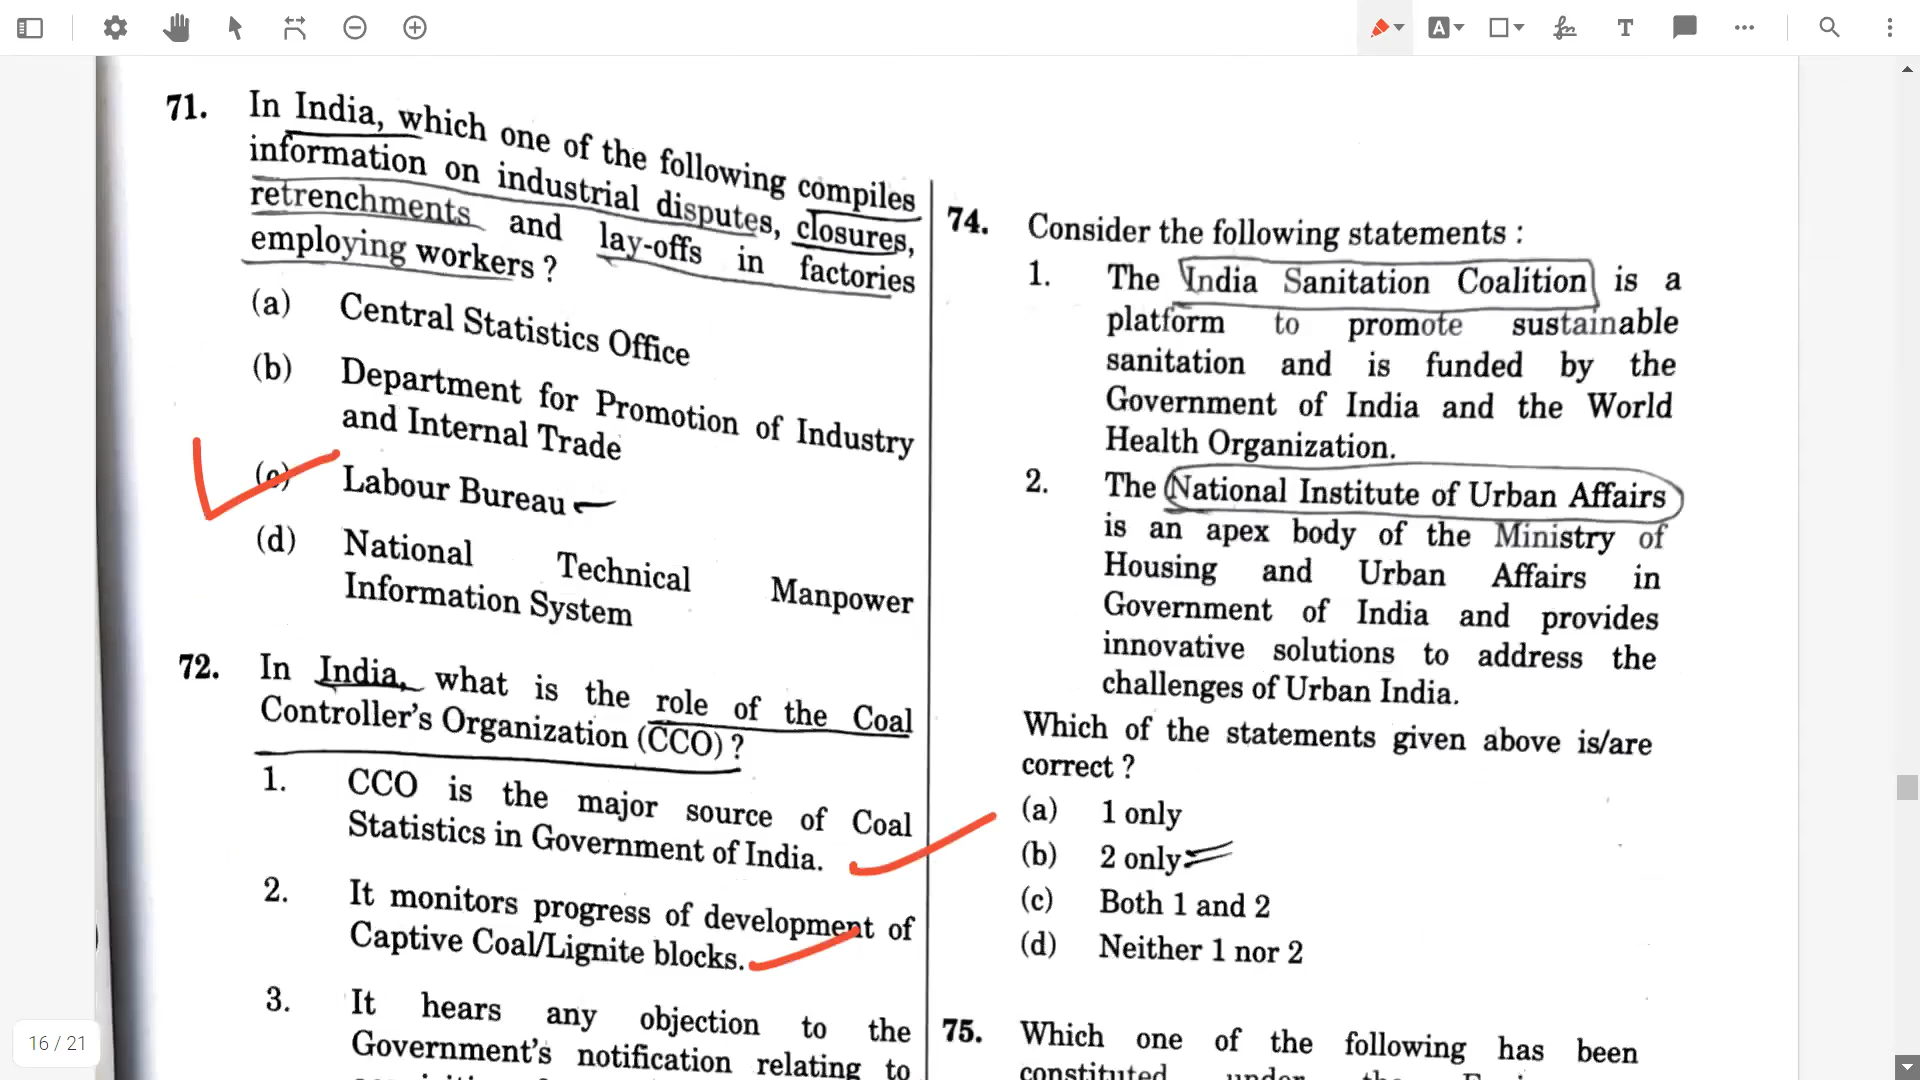 71. In India, which one of the following compiles
information on industrial disputes, closures,
retrenchments and lay-offs in factories
employing workers ?
(a) Central Statistics Office
(b) Department for Promotion of Industry
and Internal Trade
(c) Labour Bureau
(d) National Technical Manpower
Information System
72. In India, what is the role of the Coal
Controller's Organization (CCO) ?
1. CCO is the major source of Coal
Statistics in Government of India.
2. It monitors progress of development of
Captive Coal/Lignite blocks.
3. It hears any objection to the
Government's notification relating to
74. Consider the following statements :
1. The India Sanitation Coalition is a
platform to promote sustainable
sanitation and is funded by the
Government of India and the World
Health Organization.
2. The National Institute of Urban Affairs
is an apex body of the Ministry of
Housing and Urban Affairs in
Government of India and provides
innovative solutions to address the
challenges of Urban India.
Which of the statements given above is/are
correct ?
(a) 1 only
(b) 2 only
(c) Both 1 and 2
(d) Neither 1 nor 2
75. Which one of the following has been
constituted under the
16 / 21